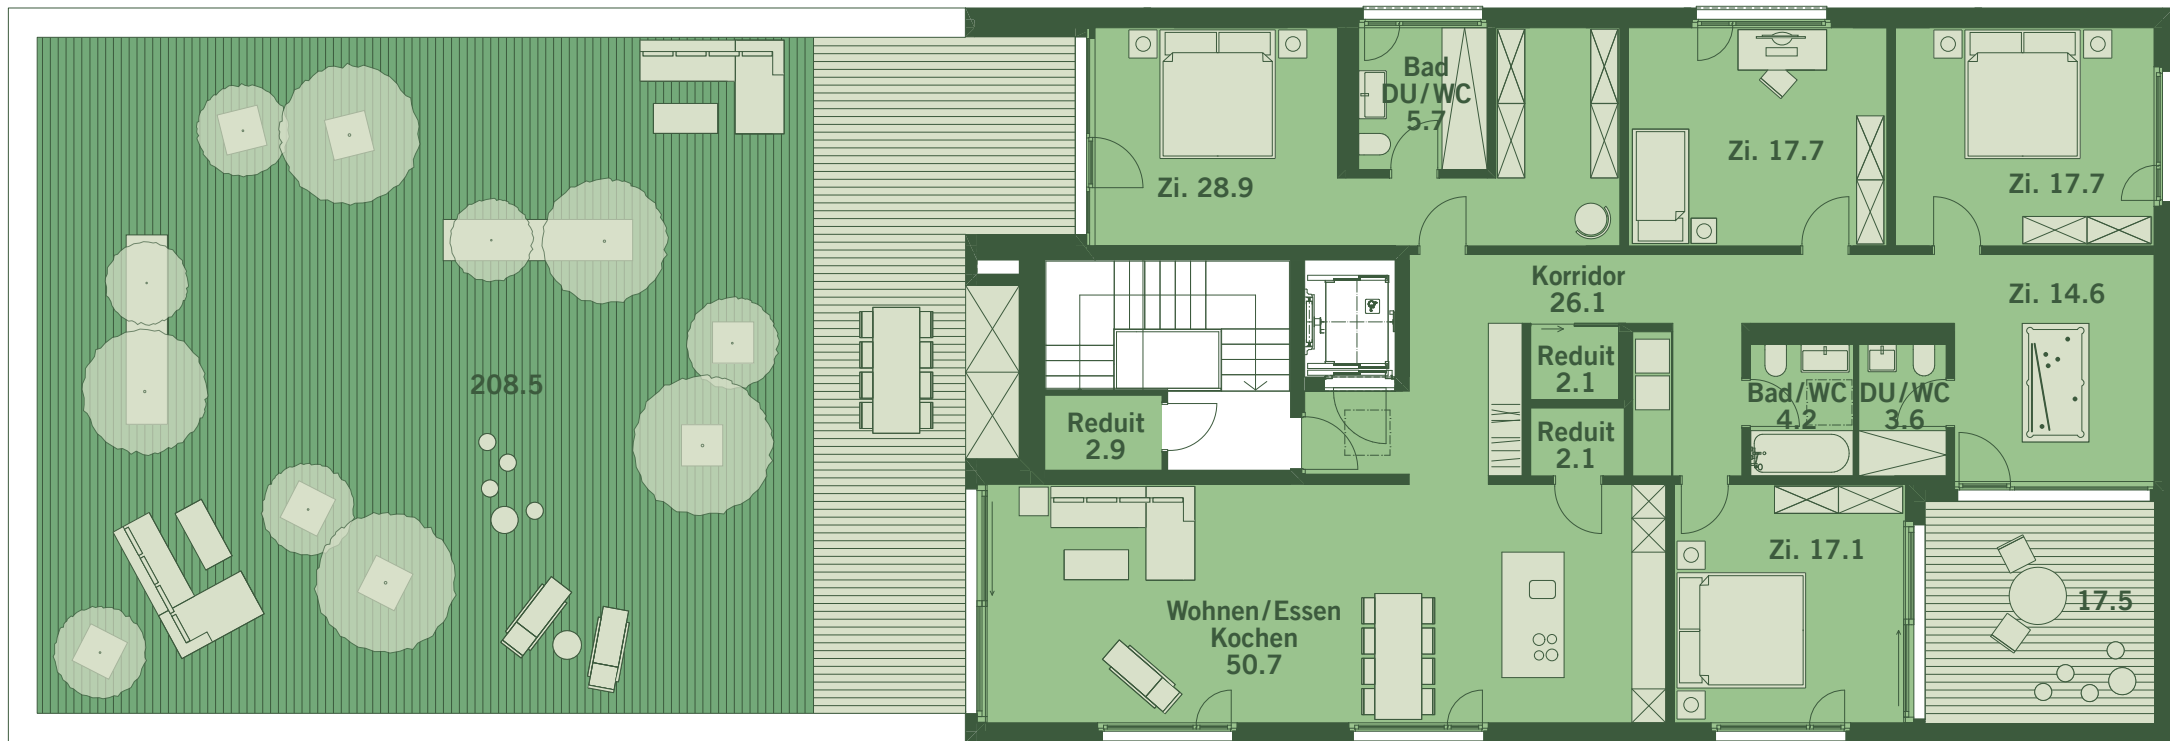 Bad
DU/WC
5.7
Zi. 28.9
Zi. 17.7
Zi. 17.7
Korridor
26.1
Zi. 14.6
208.5
Reduit
2.1
Reduit
2.9
Reduit
2.1
Bad/WC
4.2
DU/WC
3.6
Wohnen/Essen
Kochen
50.7
Zi. 17.1
17.5